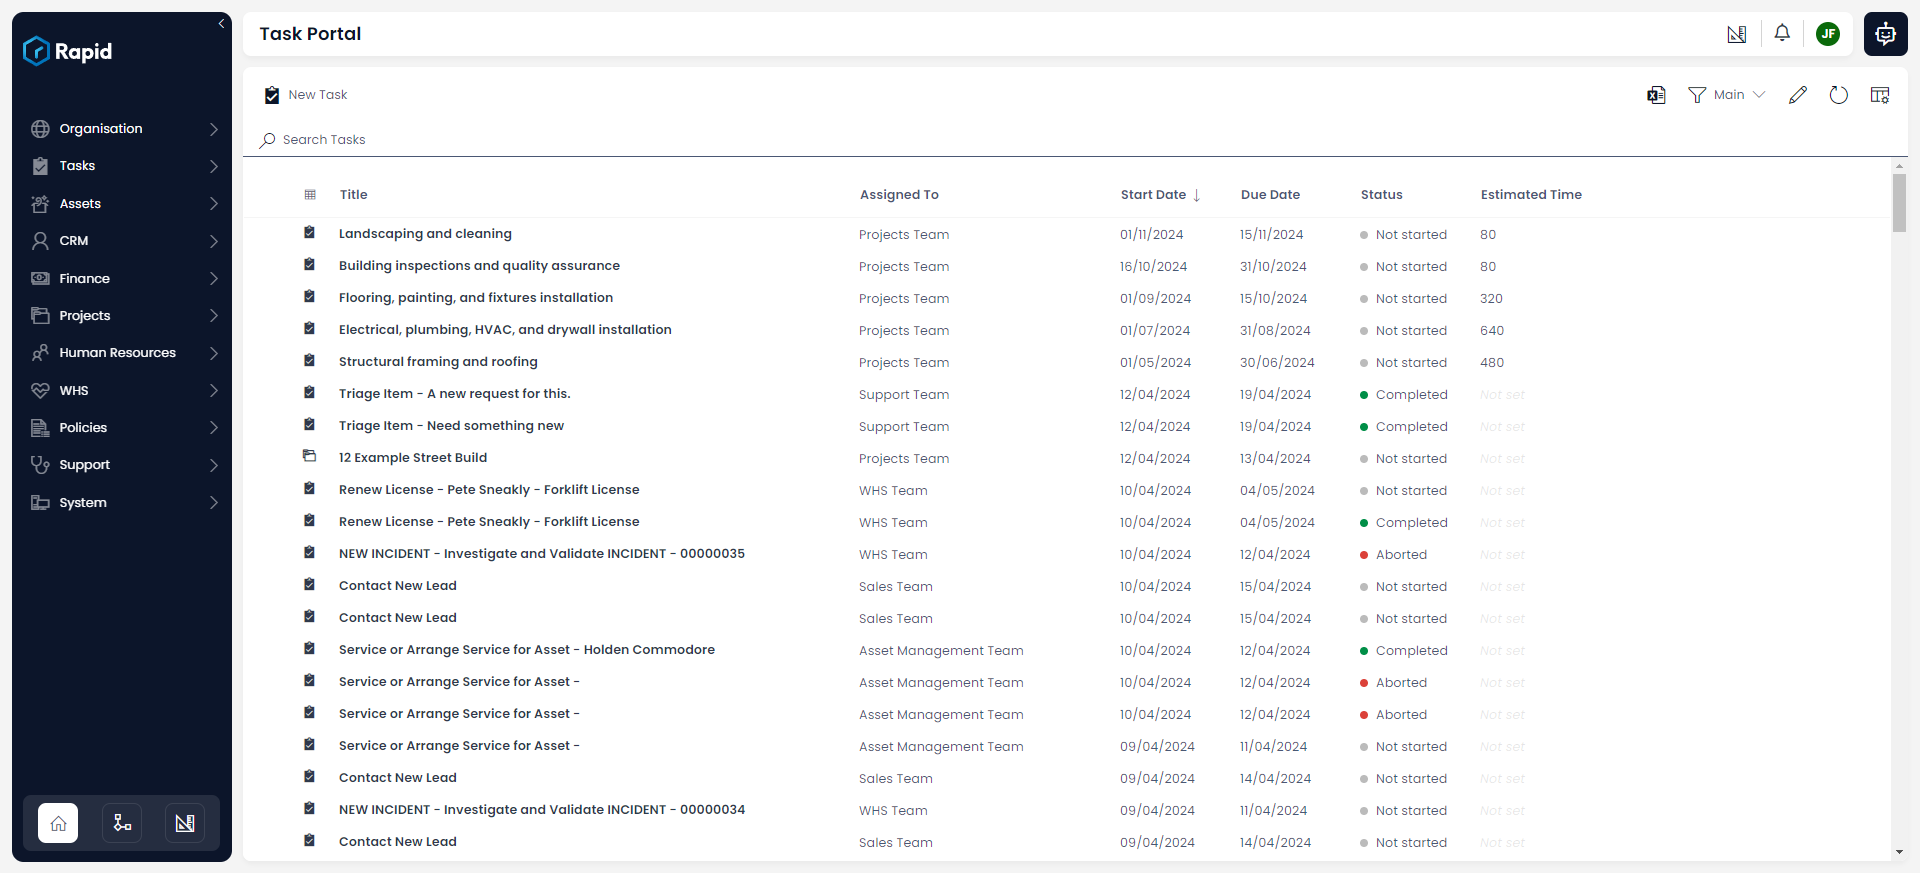 Rapid
Organisation
Tasks
Assets
CRM
Finance
Projects
Human Resources
WHS
Policies
Support
System
Task Portal
JF
New Task
Main
Search Tasks
Title Assigned To Start Date Due Date Status Estimated Time
Landscaping and cleaning Projects Team 01/11/2024 15/11/2024 Not started 80
Building inspections and quality assurance Projects Team 16/10/2024 31/10/2024 Not started 80
Flooring, painting, and fixtures installation Projects Team 01/09/2024 15/10/2024 Not started 320
Electrical, plumbing, HVAC, and drywall installation Projects Team 01/07/2024 31/08/2024 Not started 640
Structural framing and roofing Projects Team 01/05/2024 30/06/2024 Not started 480
Triage Item - A new request for this. Support Team 12/04/2024 19/04/2024 Completed Not set
Triage Item - Need something new Support Team 12/04/2024 19/04/2024 Completed Not set
12 Example Street Build Projects Team 12/04/2024 13/04/2024 Not started Not set
Renew License - Pete Sneakly - Forklift License WHS Team 10/04/2024 04/05/2024 Not started Not set
Renew License - Pete Sneakly - Forklift License WHS Team 10/04/2024 04/05/2024 Completed Not set
NEW INCIDENT - Investigate and Validate INCIDENT - 00000035 WHS Team 10/04/2024 12/04/2024 Aborted Not set
Contact New Lead Sales Team 10/04/2024 15/04/2024 Not started Not set
Contact New Lead Sales Team 10/04/2024 15/04/2024 Not started Not set
Service or Arrange Service for Asset - Holden Commodore Asset Management Team 10/04/2024 12/04/2024 Completed Not set
Service or Arrange Service for Asset - Asset Management Team 10/04/2024 12/04/2024 Aborted Not set
Service or Arrange Service for Asset - Asset Management Team 10/04/2024 12/04/2024 Aborted Not set
Service or Arrange Service for Asset - Asset Management Team 09/04/2024 11/04/2024 Not started Not set
Contact New Lead Sales Team 09/04/2024 14/04/2024 Not started Not set
NEW INCIDENT - Investigate and Validate INCIDENT - 00000034 WHS Team 09/04/2024 11/04/2024 Not started Not set
Contact New Lead Sales Team 09/04/2024 14/04/2024 Not started Not set